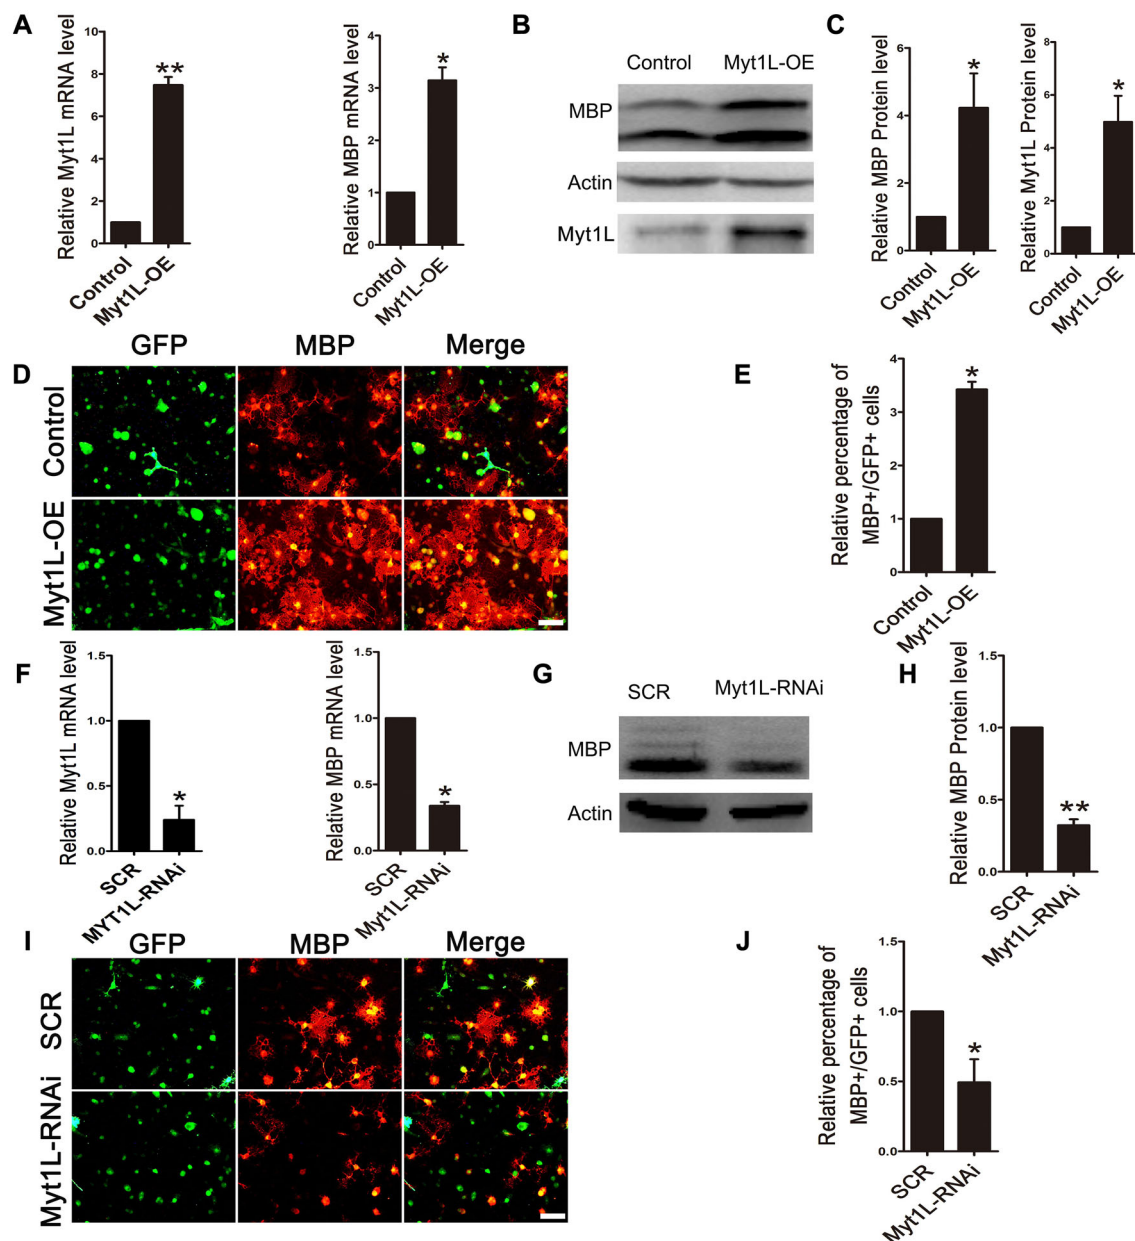 A
Relative Myt1L mRNA level
10
8
6
4
2
0
**
Control
Myt1L-OE
Relative MBP mRNA level
4
3
2
1
0
*
Control
Myt1L-OE
B
Control Myt1L-OE
MBP
Actin
Myt1L
C
Relative MBP Protein level
6
4
2
0
*
Control
Myt1L-OE
Relative Myt1L Protein level
8
6
4
2
0
*
Control
Myt1L-OE
D
GFP MBP Merge
Control
Myt1L-OE
E
Relative percentage of
MBP+/GFP+ cells
4
3
2
1
0
*
Control
Myt1L-OE
F
Relative Myt1L mRNA level
1.5
1.0
0.5
0.0
*
SCR
MYT1L-RNAi
Relative MBP mRNA level
1.5
1.0
0.5
0.0
*
SCR
Myt1L-RNAi
G
SCR Myt1L-RNAi
MBP
Actin
H
Relative MBP Protein level
1.5
1.0
0.5
0.0
**
SCR
Myt1L-RNAi
I
GFP MBP Merge
SCR
Myt1L-RNAi
J
Relative percentage of
MBP+/GFP+ cells
1.5
1.0
0.5
0.0
*
SCR
Myt1L-RNAi